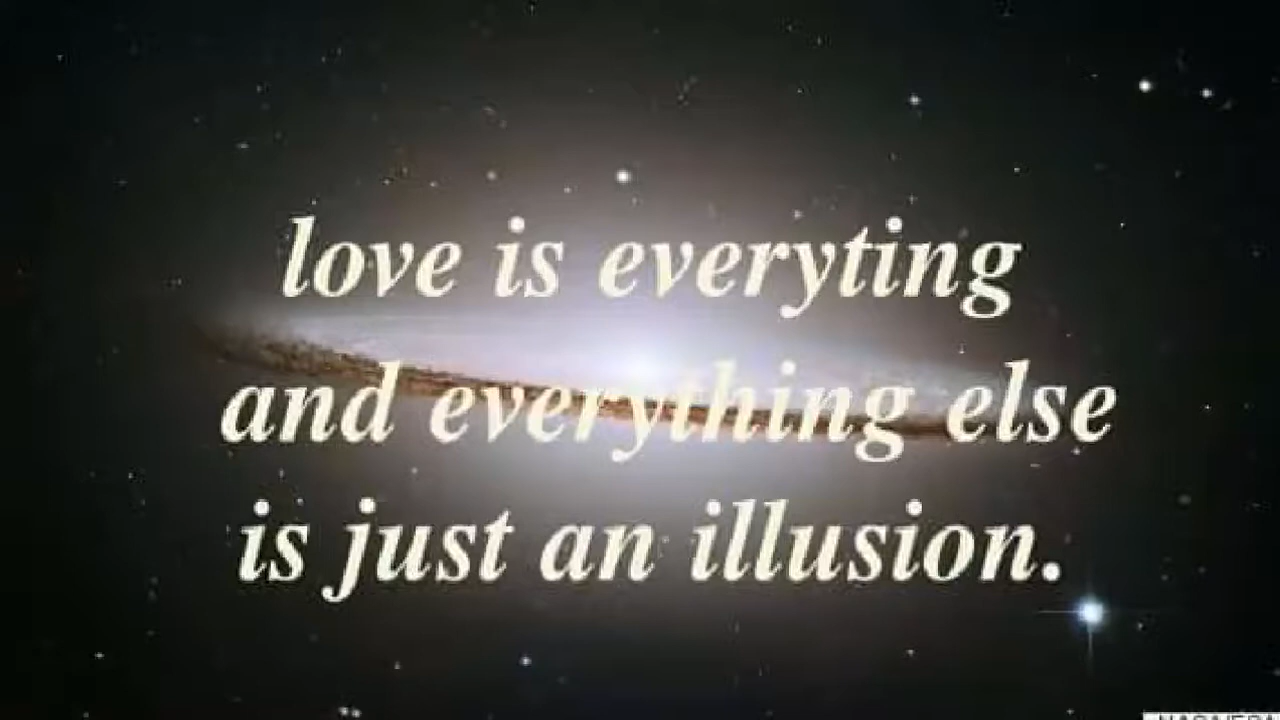 love is everyting
and everything else
is just an illusion.